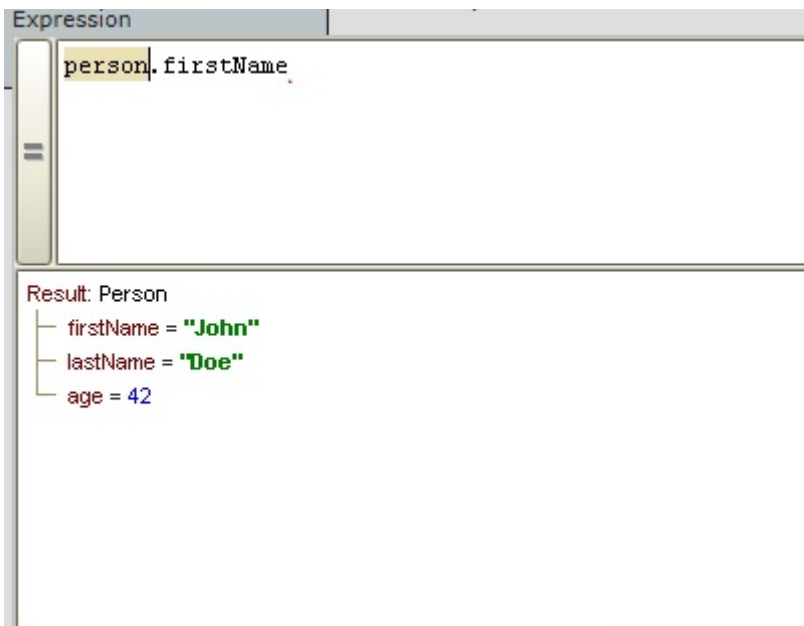 Expression
person.firstName
=
Result: Person
firstName = "John"
lastName = "Doe"
age = 42